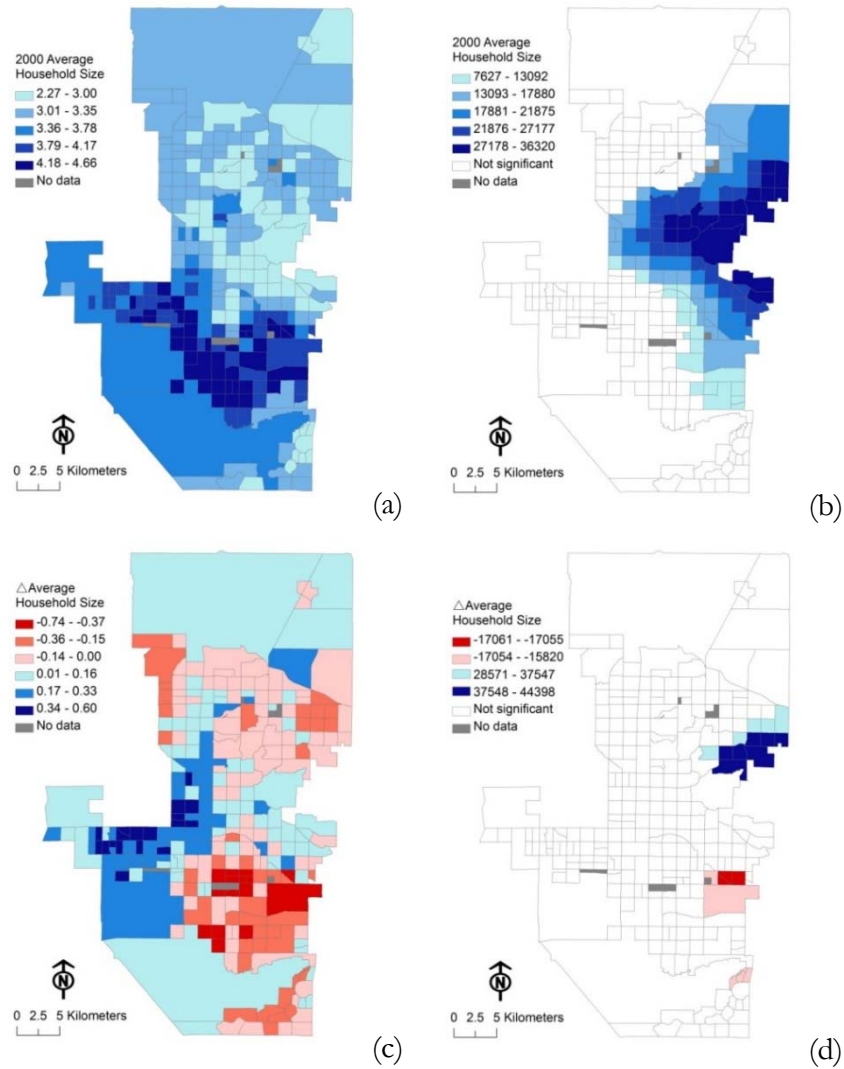 2000 Average
Household Size
2.27 - 3.00
3.01 - 3.35
3.36 - 3.78
3.79 - 4.17
4.18 - 4.66
No data
N
0 2.5 5 Kilometers
(a)
2000 Average
Household Size
7627 - 13092
13093 - 17880
17881 - 21875
21876 - 27177
27178 - 36320
Not significant
No data
N
0 2.5 5 Kilometers
(b)
△Average
Household Size
-0.74 - -0.37
-0.36 - -0.15
-0.14 - 0.00
0.01 - 0.16
0.17 - 0.33
0.34 - 0.60
No data
N
0 2.5 5 Kilometers
(c)
△Average
Household Size
-17061 - -17055
-17054 - -15820
28571 - 37547
37548 - 44398
Not significant
No data
N
0 2.5 5 Kilometers
(d)